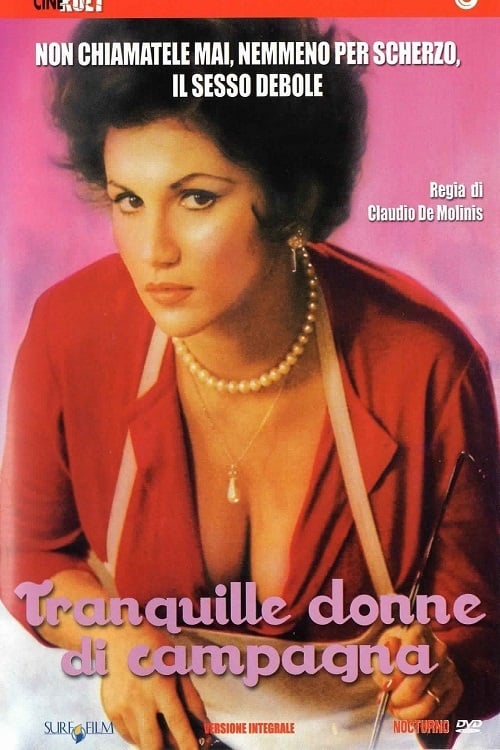 CINEKULT
NON CHIAMATELE MAI, NEMMENO PER SCHERZO,
IL SESSO DEBOLE
Regia di
Claudio De Molinis
Tranquille donne
di campagna
SURF FILM
VERSIONE INTEGRALE
NOCTURNO DVD